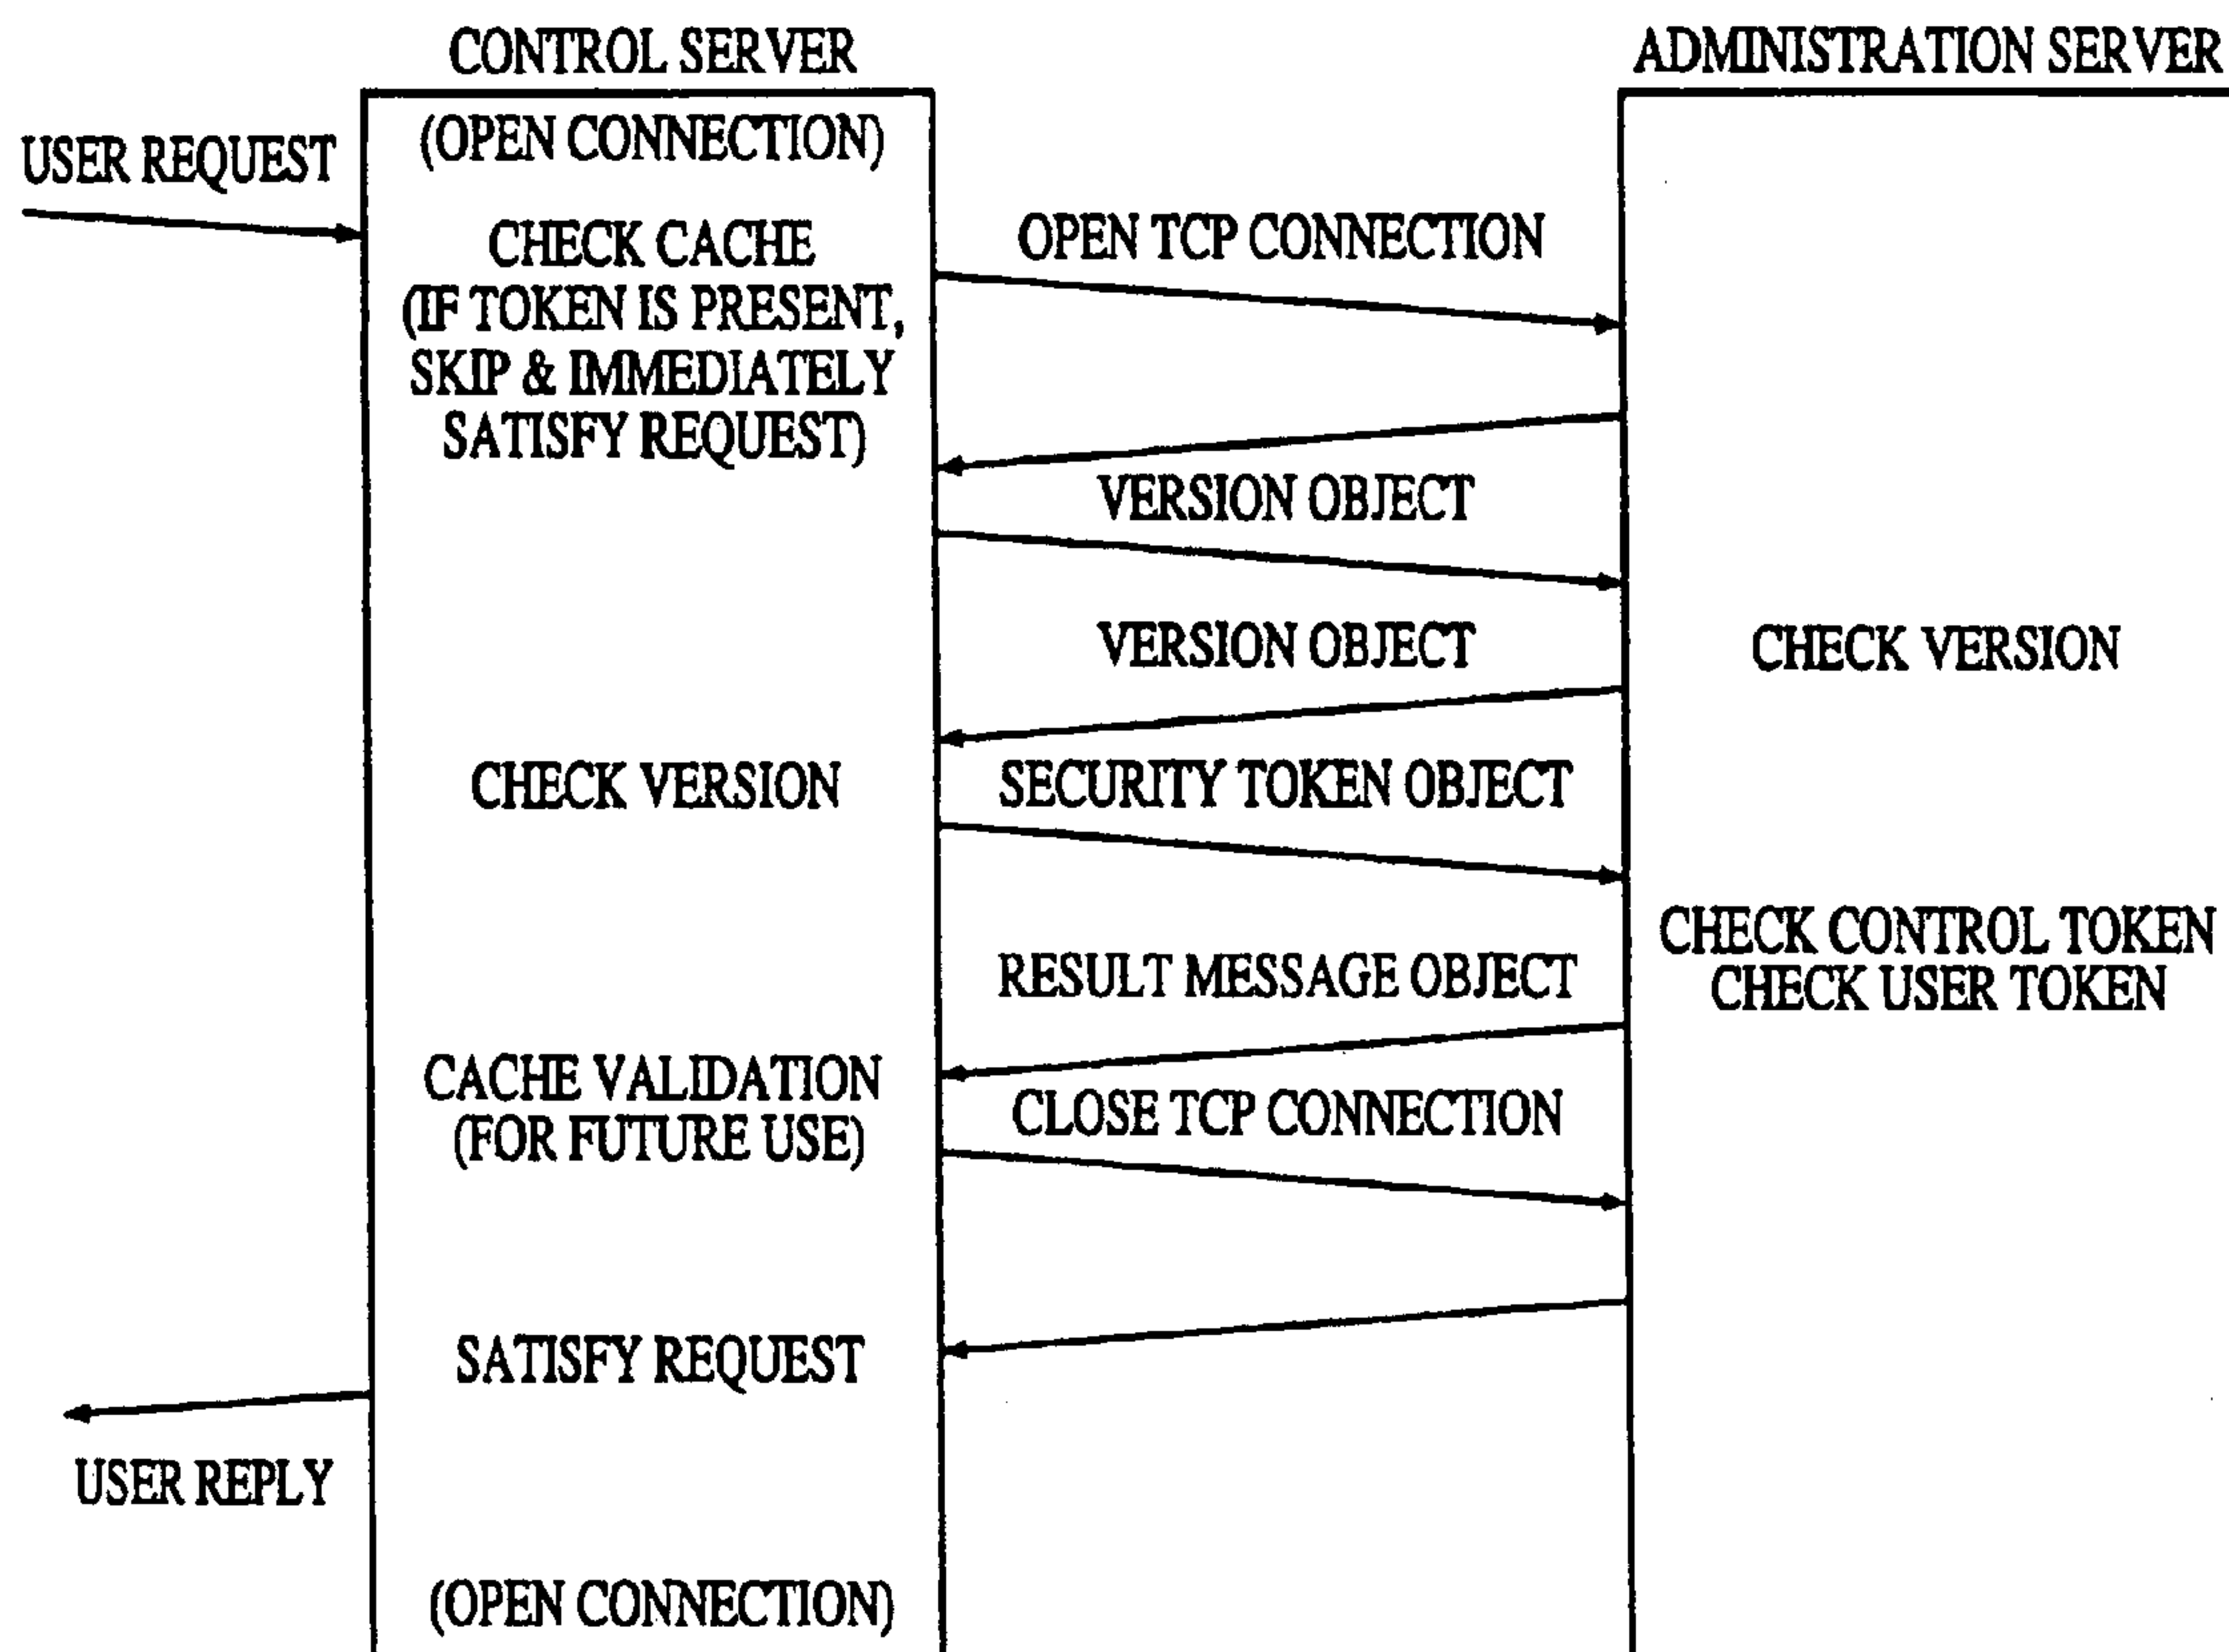 CONTROL SERVER
ADMINISTRATION SERVER
(OPEN CONNECTION)
USER REQUEST
CHECK CACHE
(IF TOKEN IS PRESENT,
SKIP & IMMEDIATELY
SATISFY REQUEST)
OPEN TCP CONNECTION
VERSION OBJECT
VERSION OBJECT
CHECK VERSION
CHECK VERSION
SECURITY TOKEN OBJECT
CHECK CONTROL TOKEN
CHECK USER TOKEN
RESULT MESSAGE OBJECT
CACHE VALIDATION
(FOR FUTURE USE)
CLOSE TCP CONNECTION
SATISFY REQUEST
USER REPLY
(OPEN CONNECTION)